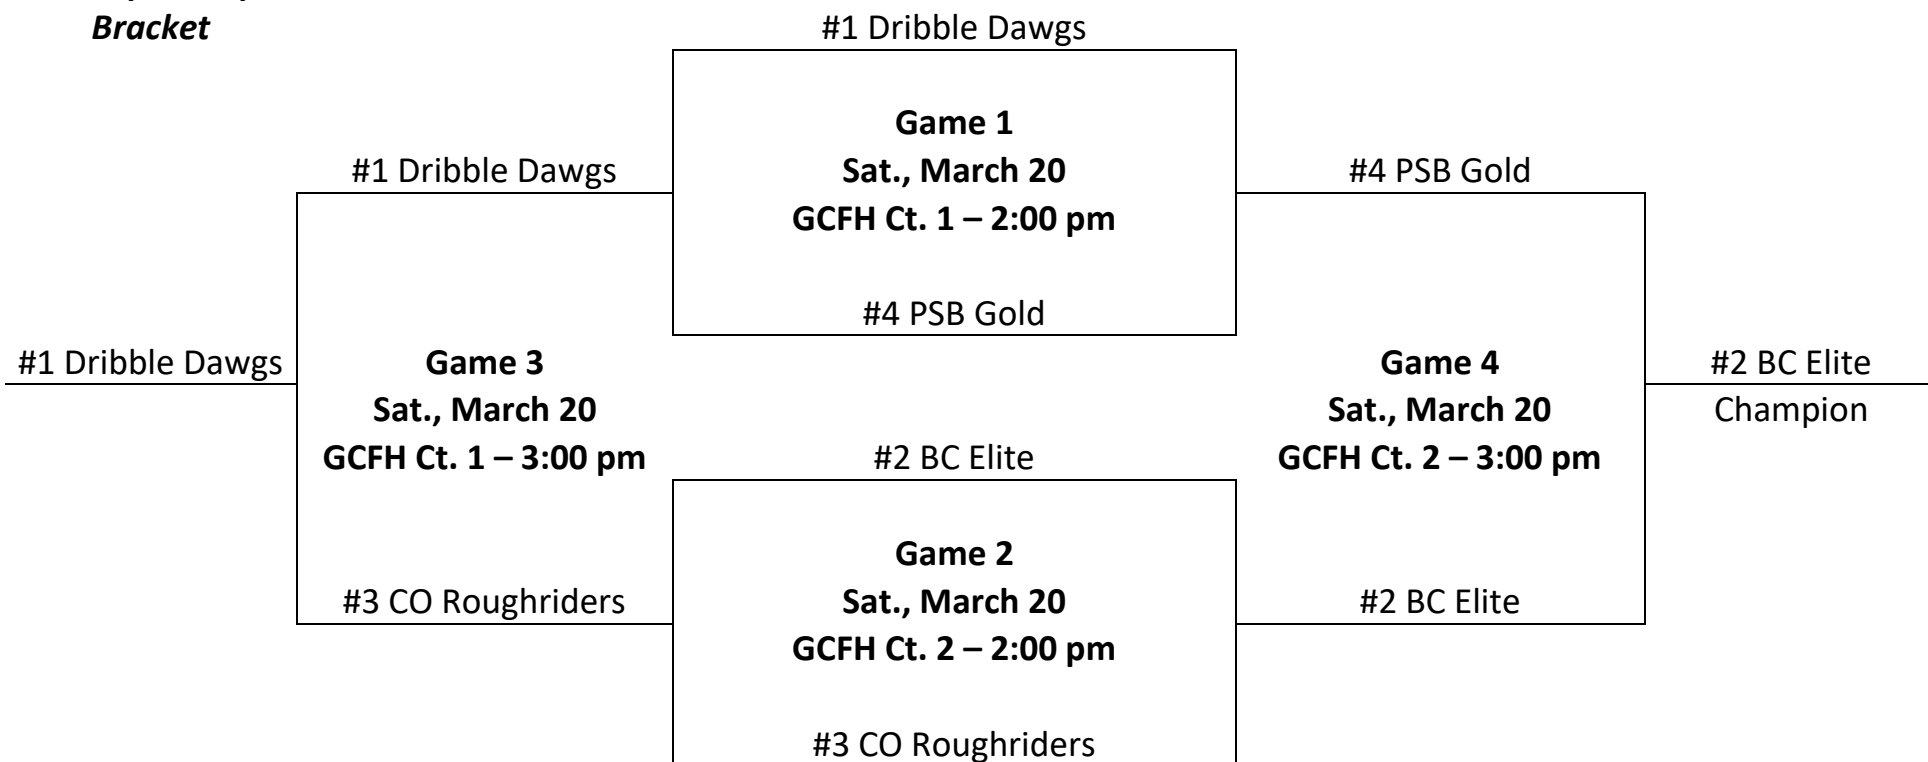 Bracket
#1 Dribble Dawgs
Game 1
#1 Dribble Dawgs
Sat., March 20
#4 PSB Gold
GCFH Ct. 1 – 2:00 pm
#4 PSB Gold
#1 Dribble Dawgs
Game 3
Game 4
#2 BC Elite
Sat., March 20
Sat., March 20
Champion
GCFH Ct. 1 – 3:00 pm
#2 BC Elite
GCFH Ct. 2 – 3:00 pm
Game 2
#3 CO Roughriders
Sat., March 20
#2 BC Elite
GCFH Ct. 2 – 2:00 pm
#3 CO Roughriders